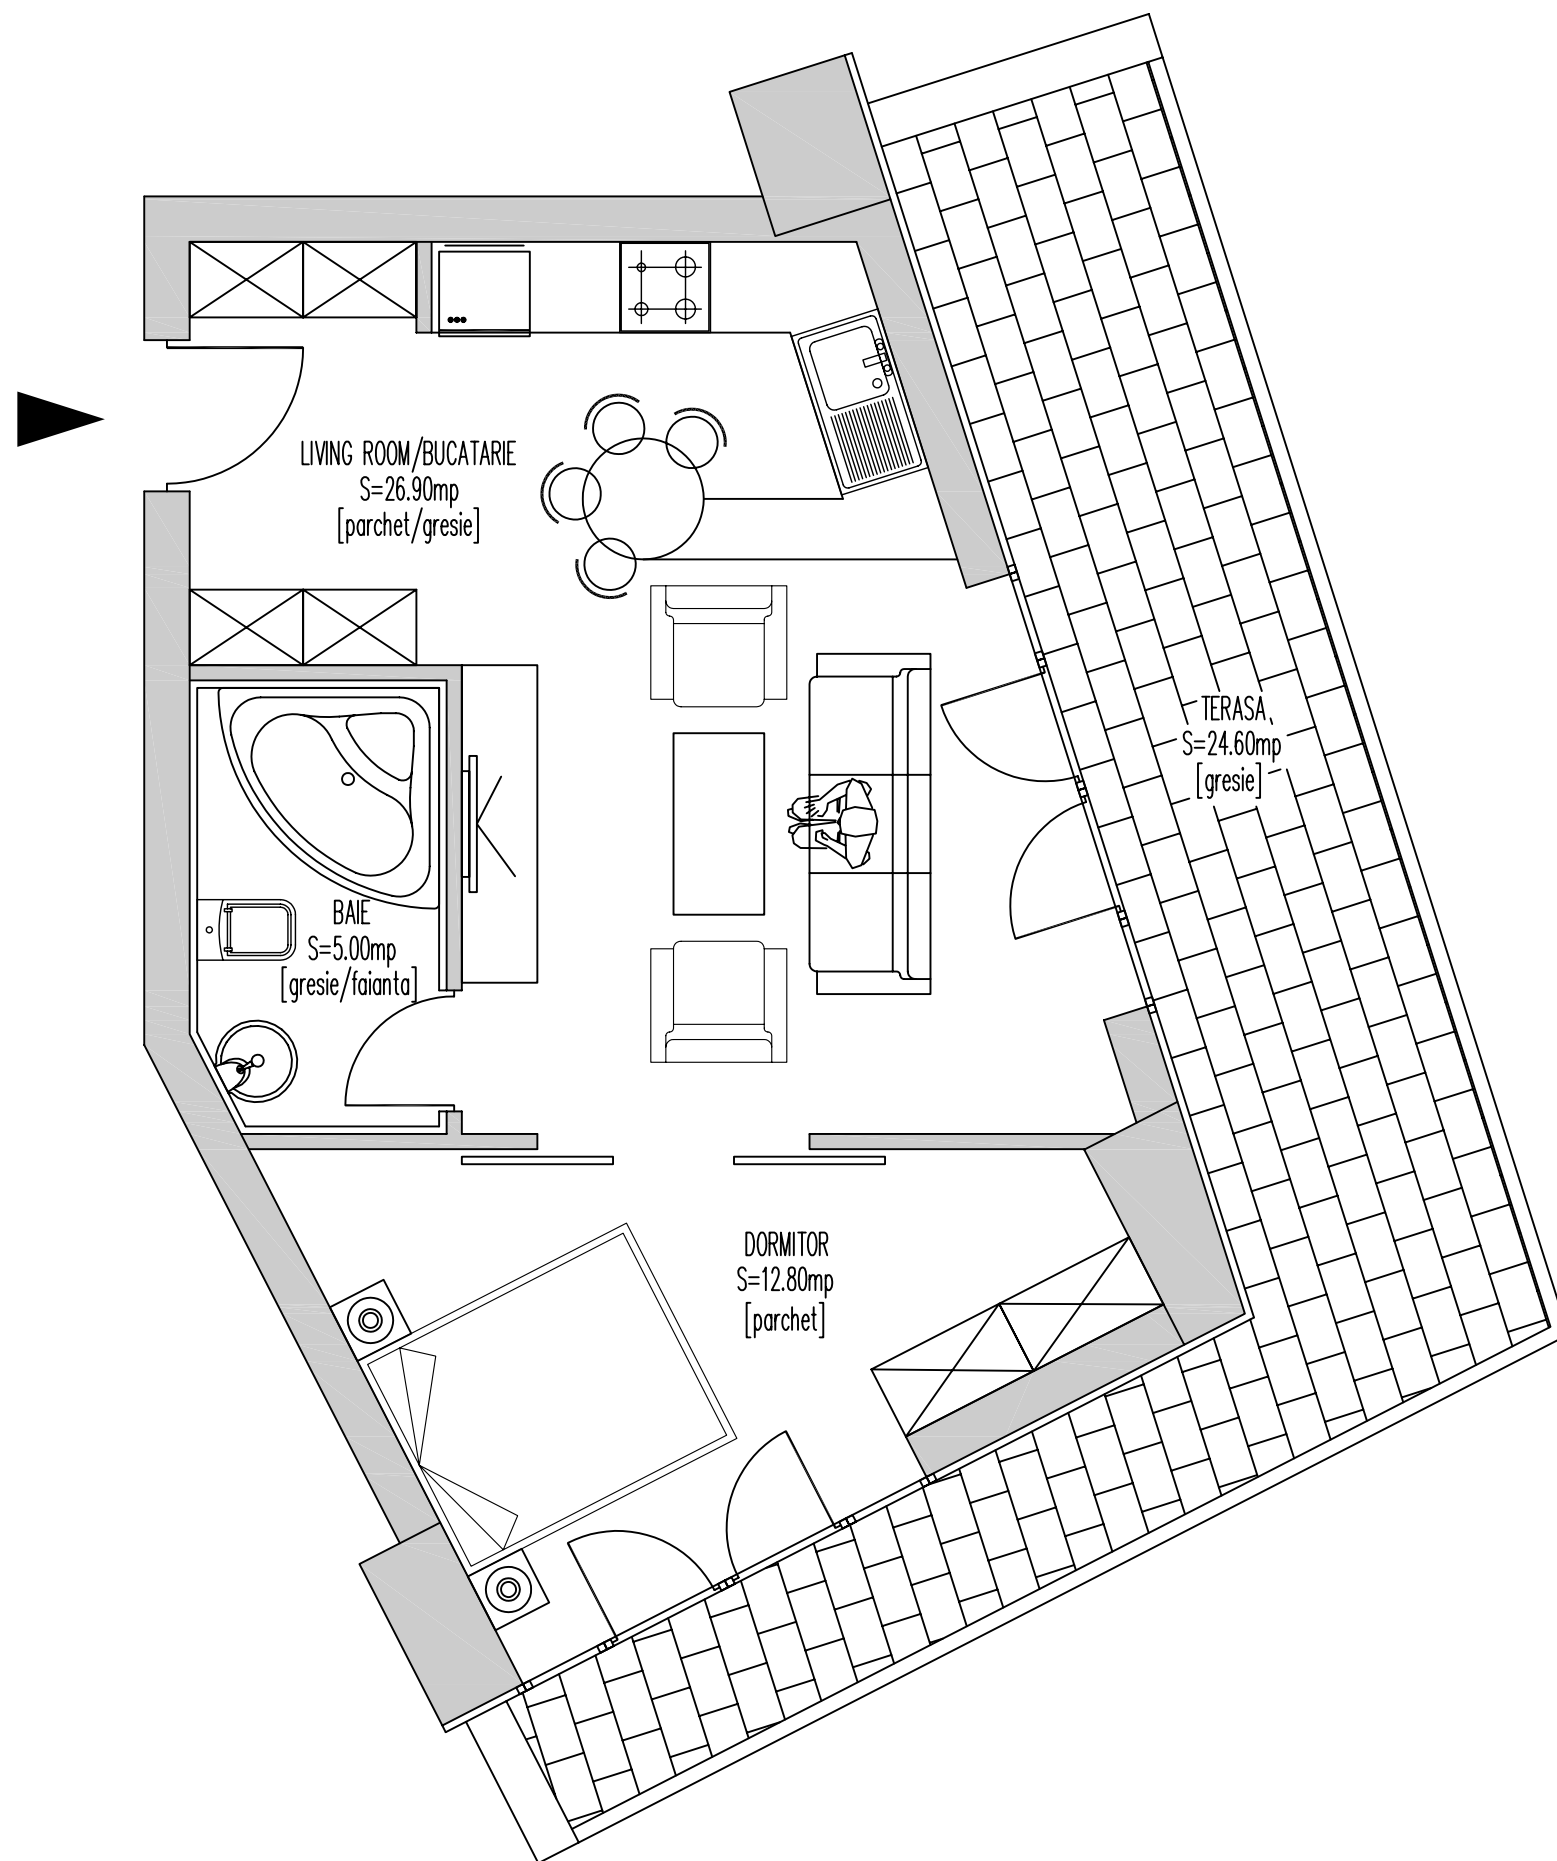 LIVING ROOM/BUCATARIE
S=26.90mp
[parchet/gresie]
TERASA
S=24.60mp
[gresie]
BAIE
S=5.00mp
[gresie/faianta]
DORMITOR
S=12.80mp
[parchet]